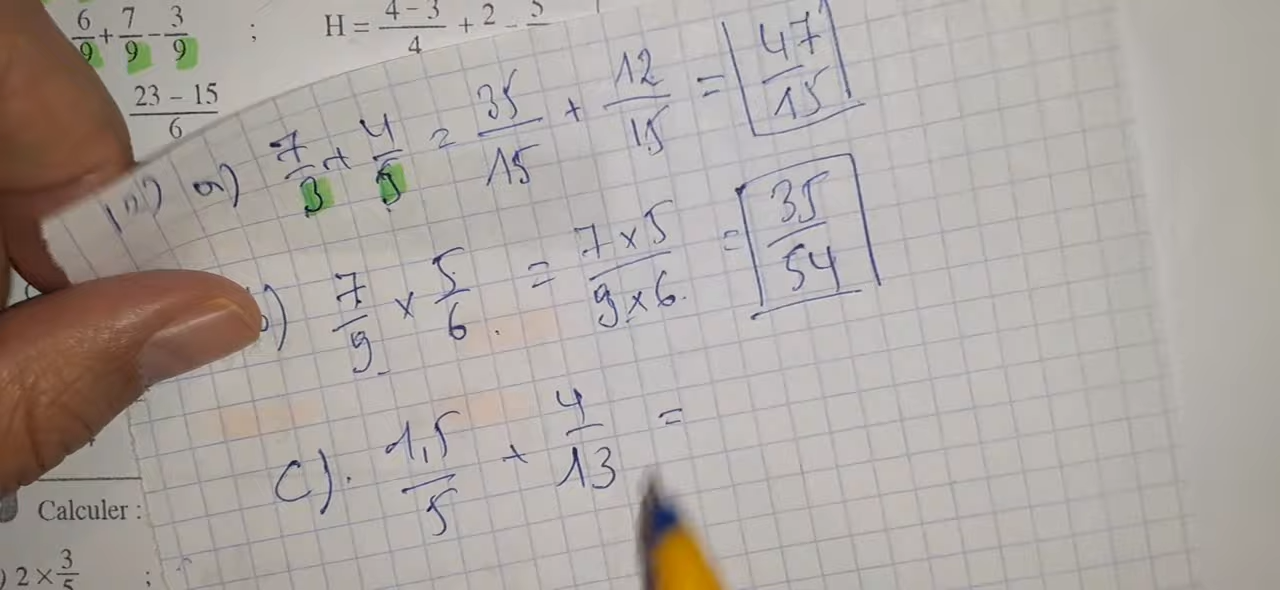 6/9 + 7/9 - 3/9 ; H = (4 - 3)/4 + 2 -
(23 - 15)/6
a) 7/3 + 4/5 = 35/15 + 12/15 = 47/15
b) 7/9 × 5/6 = (7 × 5)/(9 × 6) = 35/54
c) 1,5/5 + 4/13 =
Calculer :
) 2 × 3/5 ;